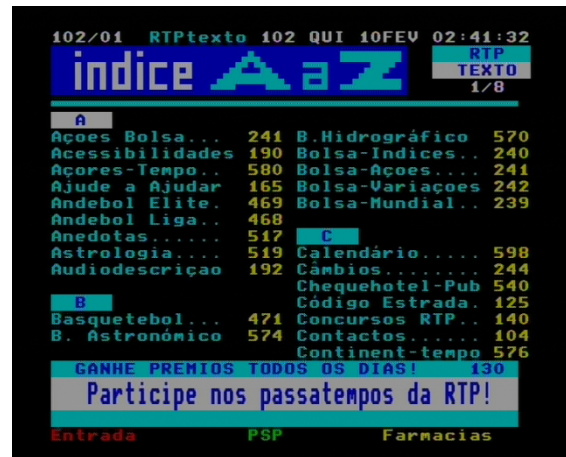 102/01 RTPtexto 102 QUI 10FEV 02:41:32
indice A a Z
RTP
TEXTO
1/8
A
Açoes Bolsa... 241
Acessibilidades 190
Açores-Tempo.. 580
Ajude a Ajudar 165
Andebol Elite. 469
Andebol Liga.. 468
Anedotas...... 517
Astrologia.... 519
Audiodescriçao 192
B
Basquetebol... 471
B. Astronómico 574
B.Hidrográfico 570
Bolsa-Indices.. 240
Bolsa-Açoes.... 241
Bolsa-Variaçoes 242
Bolsa-Mundial.. 239
C
Calendário..... 598
Câmbios........ 244
Chequehotel-Pub 540
Código Estrada. 125
Concursos RTP.. 140
Contactos...... 104
Continent-tempo 576
GANHE PREMIOS TODOS OS DIAS! 130
Participe nos passatempos da RTP!
Entrada PSP Farmacias